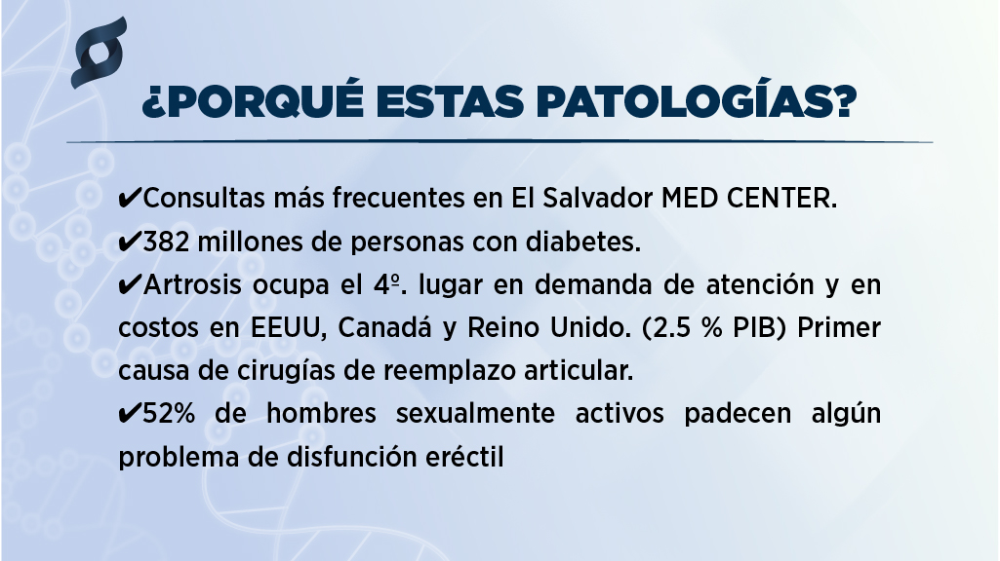 ¿PORQUÉ ESTAS PATOLOGÍAS?
✔Consultas más frecuentes en El Salvador MED CENTER.
✔382 millones de personas con diabetes.
✔Artrosis ocupa el 4º. lugar en demanda de atención y en
costos en EEUU, Canadá y Reino Unido. (2.5 % PIB) Primer
causa de cirugías de reemplazo articular.
✔52% de hombres sexualmente activos padecen algún
problema de disfunción eréctil